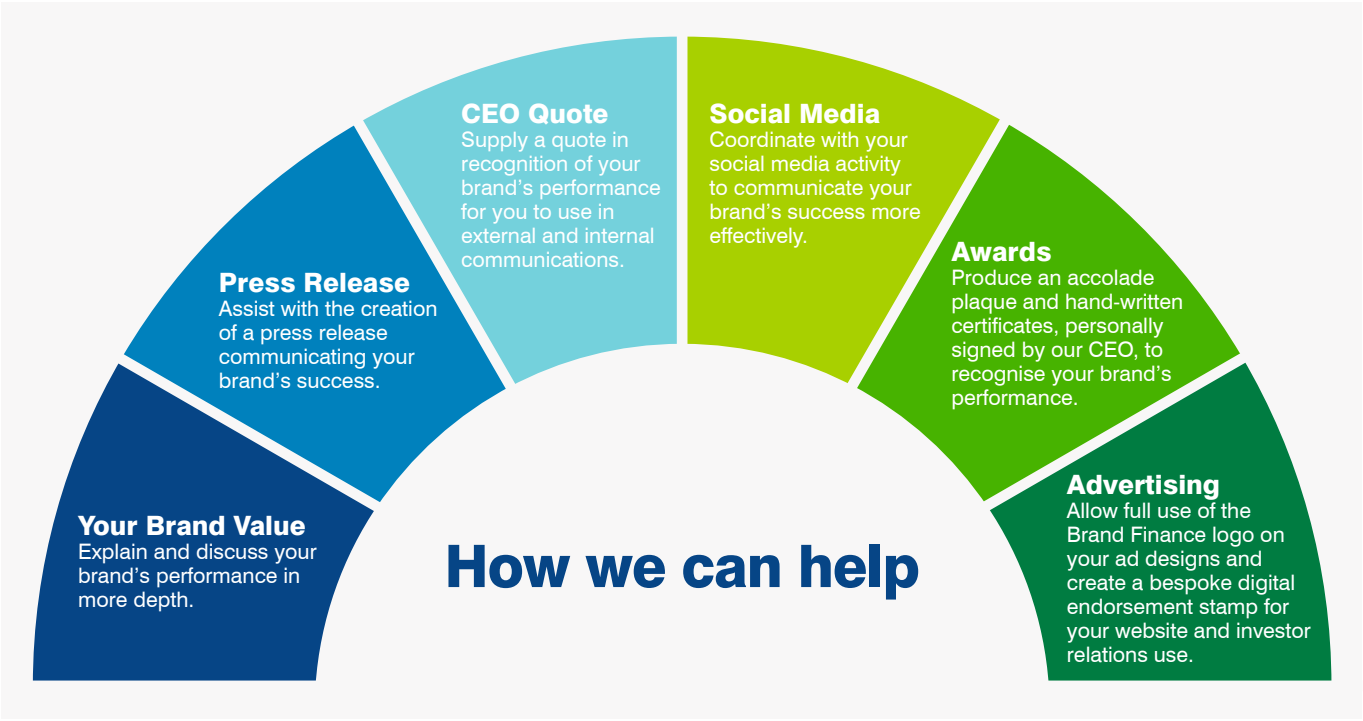 Your Brand Value
Explain and discuss your
brand’s performance in
more depth.
Press Release
Assist with the creation
of a press release
communicating your
brand’s success.
CEO Quote
Supply a quote in
recognition of your
brand’s performance
for you to use in
external and internal
communications.
Social Media
Coordinate with your
social media activity
to communicate your
brand’s success more
effectively.
Awards
Produce an accolade
plaque and hand-written
certificates, personally
signed by our CEO, to
recognise your brand’s
performance.
Advertising
Allow full use of the
Brand Finance logo on
your ad designs and
create a bespoke digital
endorsement stamp for
your website and investor
relations use.
How we can help